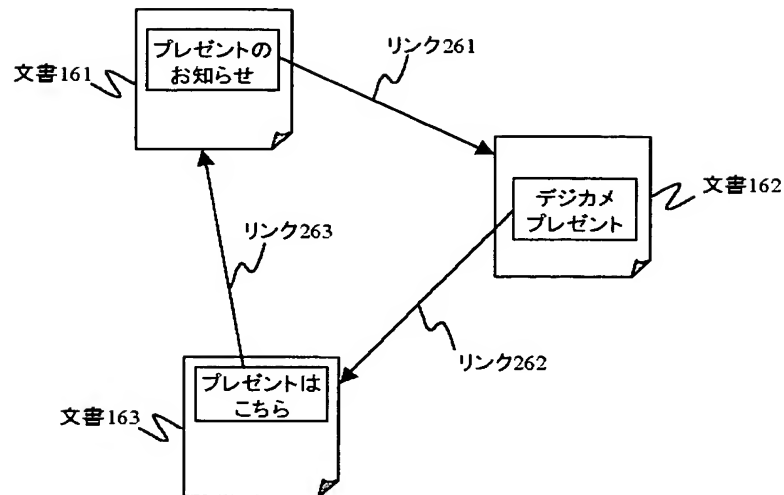 プレゼントの
お知らせ
文書161
リンク261
デジカメ
プレゼント
文書162
リンク263
リンク262
プレゼントは
こちら
文書163